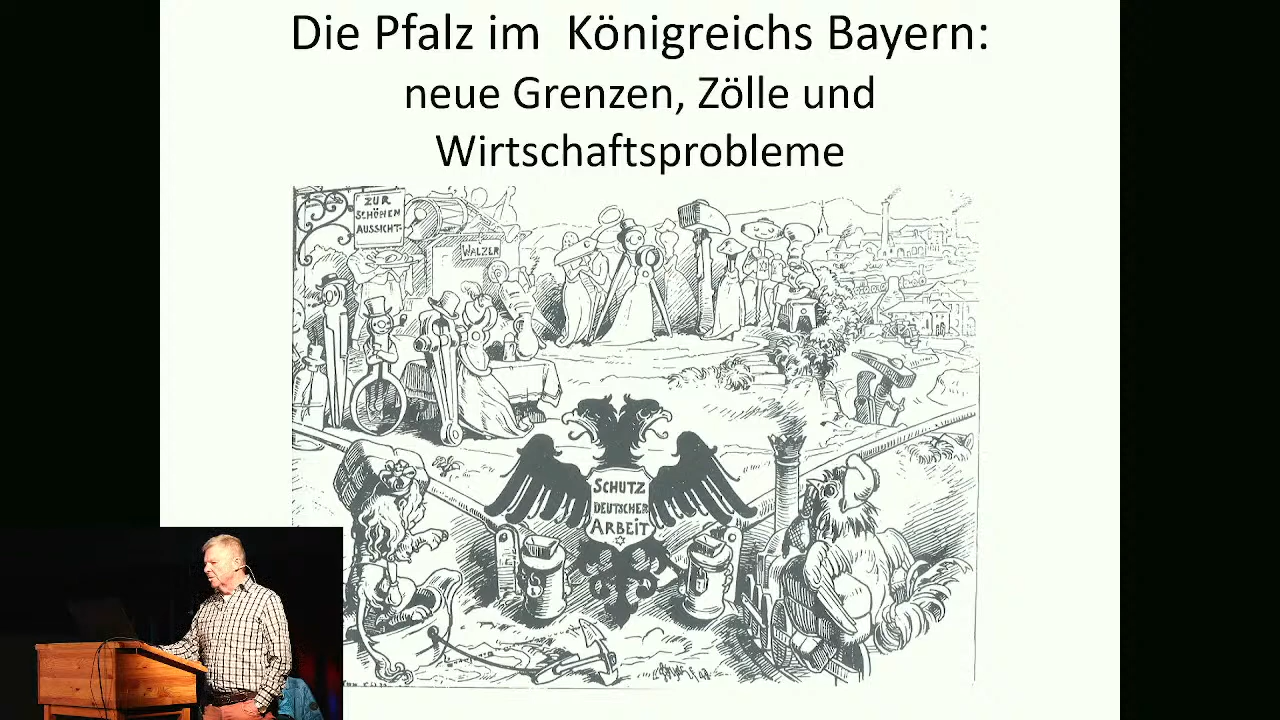 Die Pfalz im Königreichs Bayern:
neue Grenzen, Zölle und
Wirtschaftsprobleme
ZUR
SCHÖNEN
AUSSICHT
WALZER
SCHUTZ
DEUTSCHER
ARBEIT